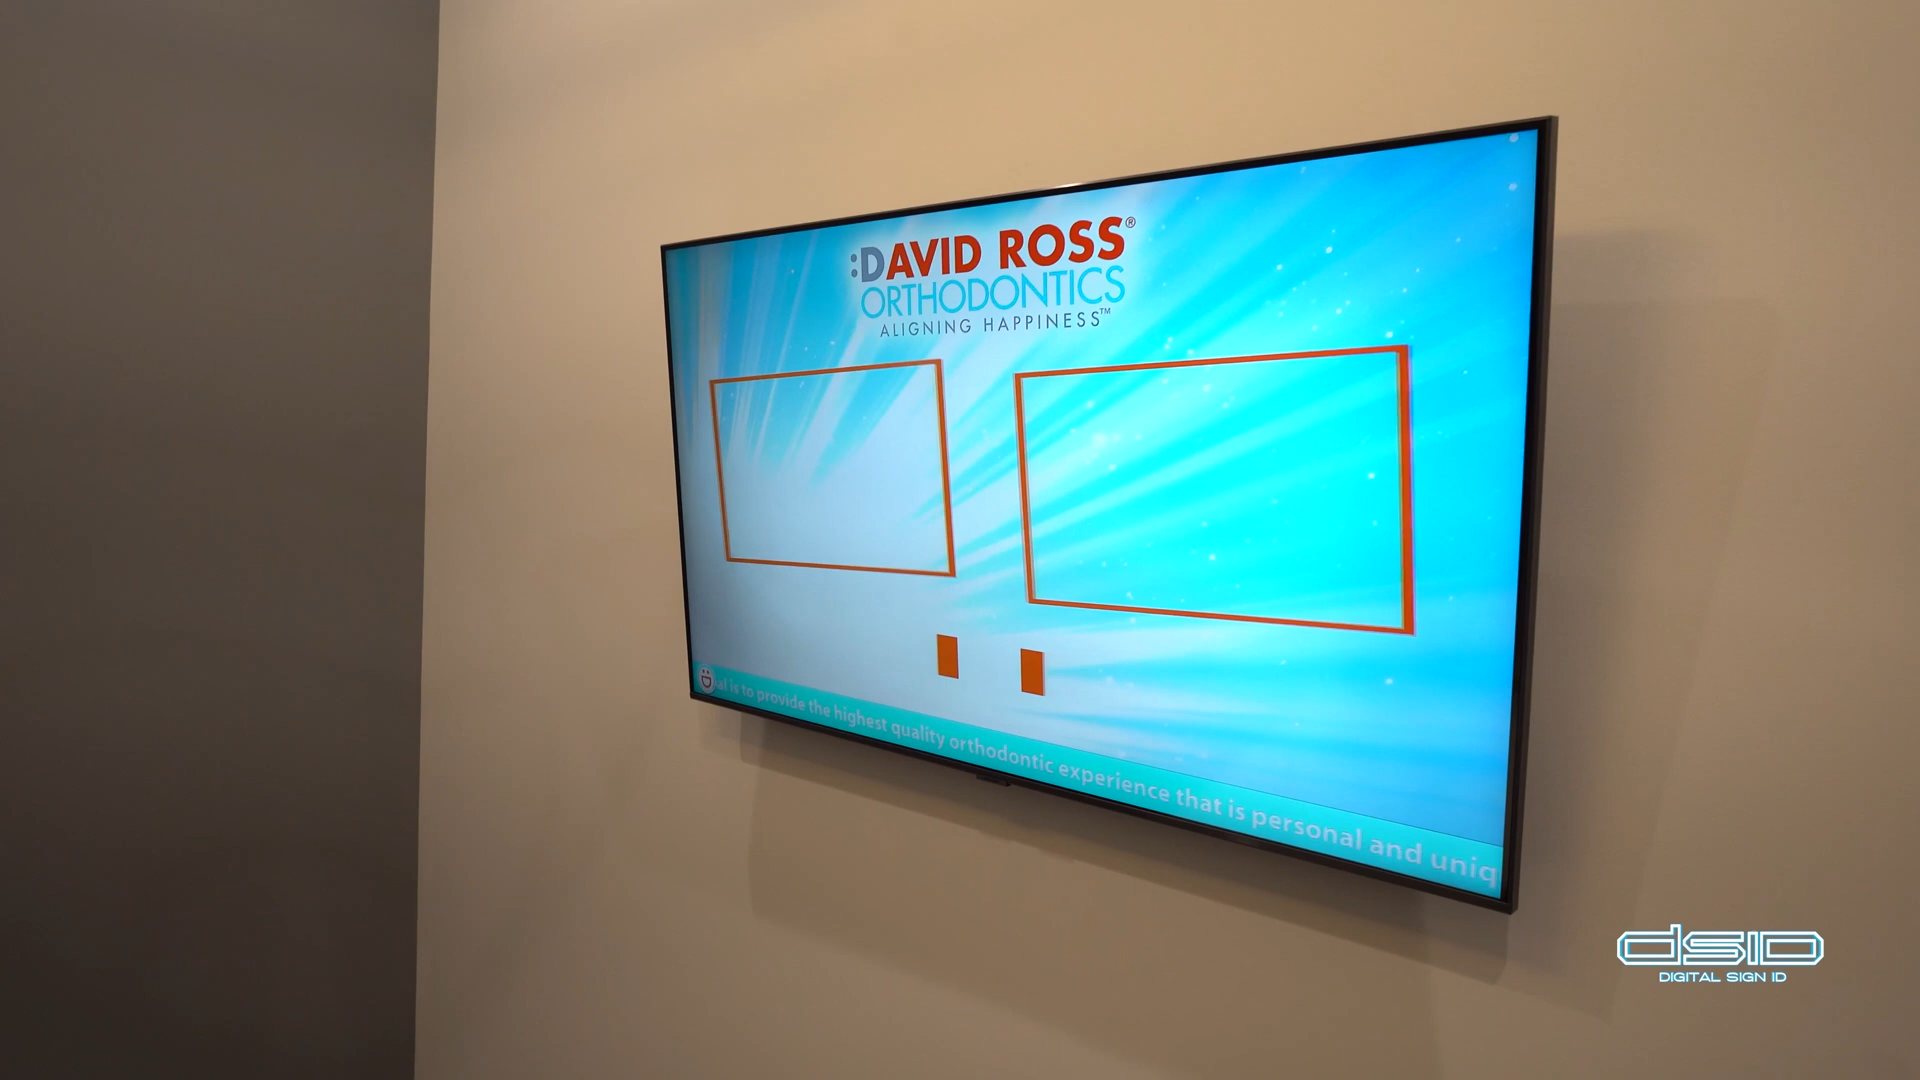 :DAVID ROSS®
ORTHODONTICS
ALIGNING HAPPINESS™
al is to provide the highest quality orthodontic experience that is personal and uniq
dsiD
DIGITAL SIGN ID